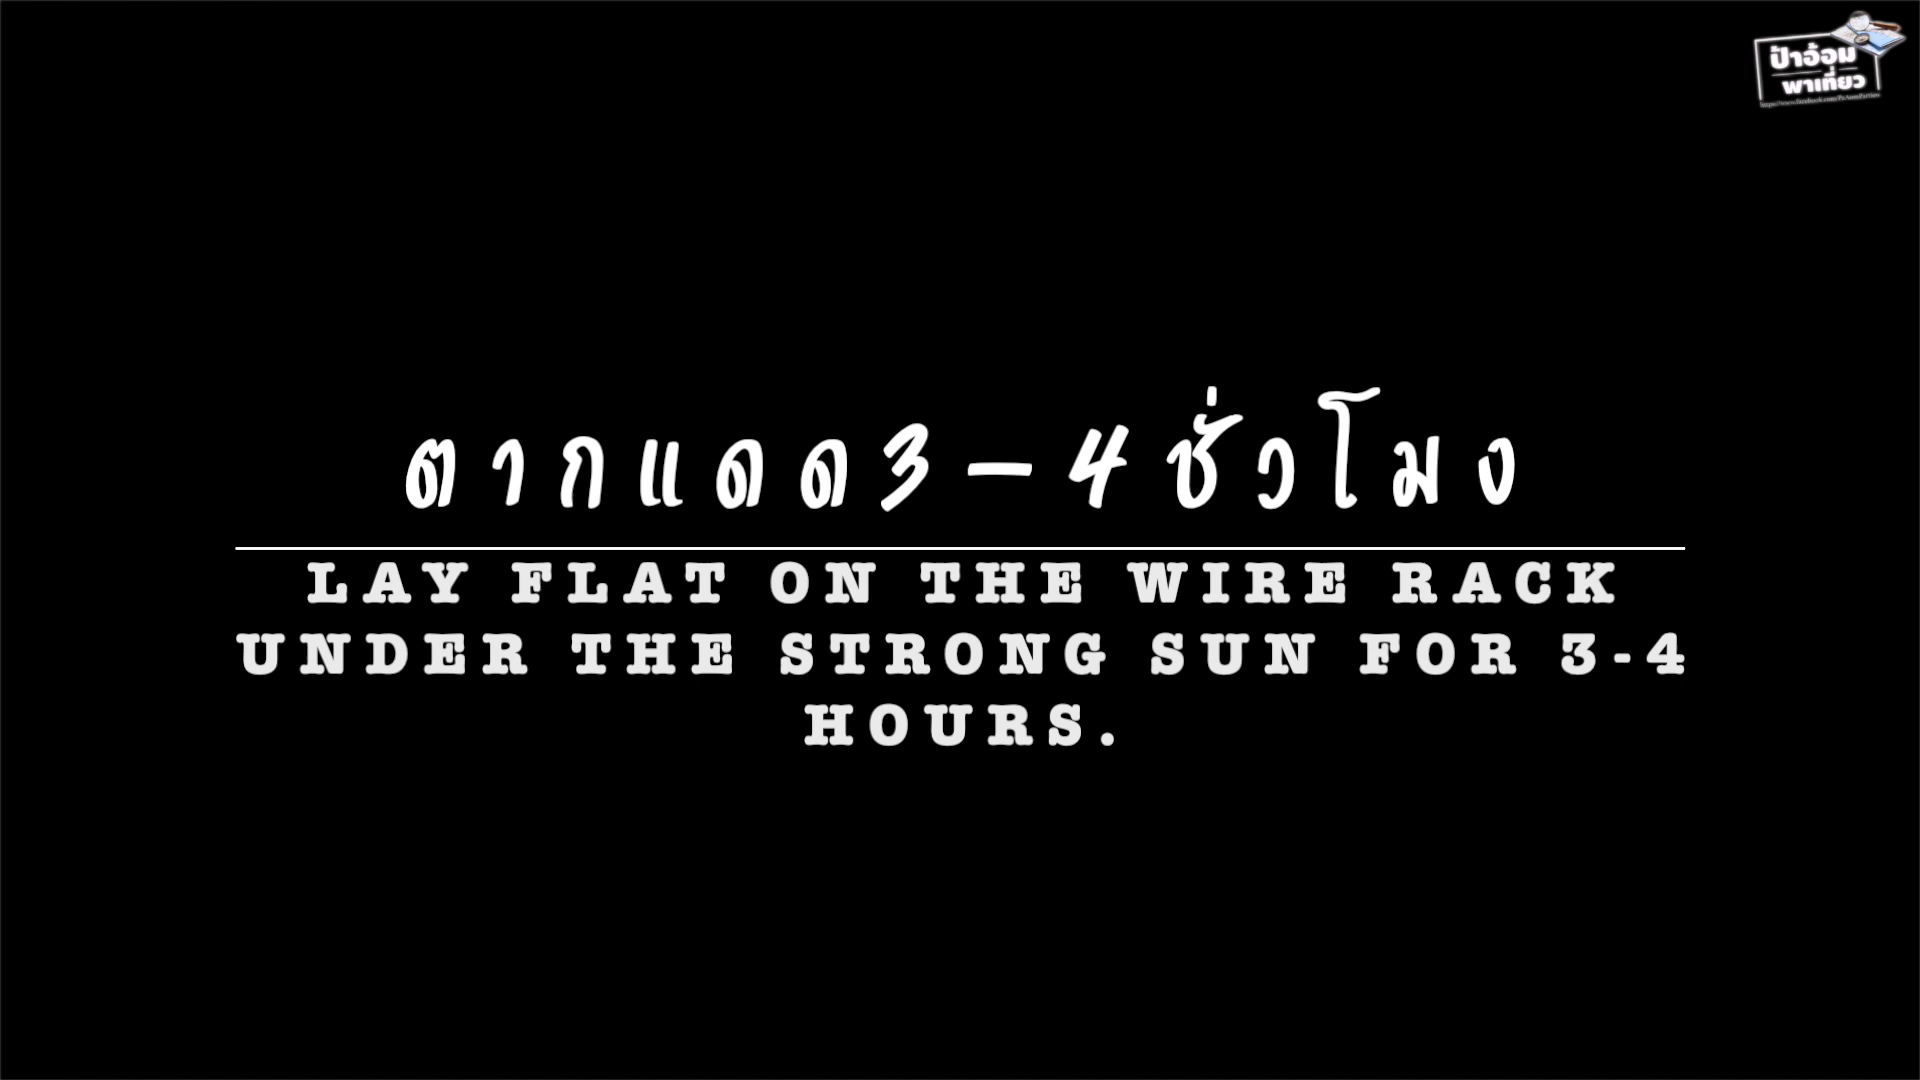 ป้าอ้อม
พาเที่ยว
ตากแดด3-4ชั่วโมง
LAY FLAT ON THE WIRE RACK
UNDER THE STRONG SUN FOR 3-4
HOURS.